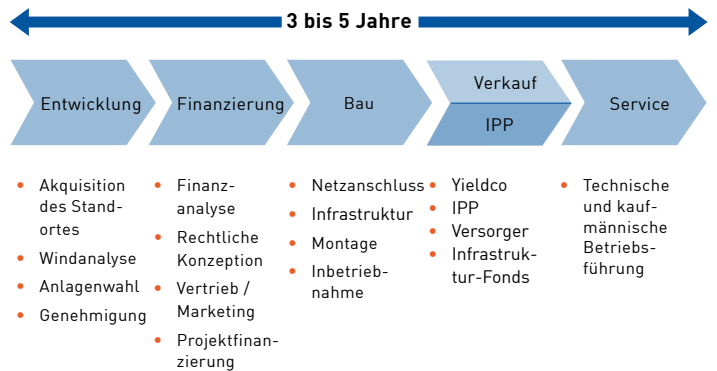 3 bis 5 Jahre
Entwicklung
Finanzierung
Bau
Verkauf
IPP
Service
• Akquisition
des Stand-
ortes
• Windanalyse
• Anlagenwahl
• Genehmigung
• Finanz-
analyse
• Rechtliche
Konzeption
• Vertrieb /
Marketing
• Projektfinan-
zierung
• Netzanschluss
• Infrastruktur
• Montage
• Inbetrieb-
nahme
• Yieldco
• IPP
• Versorger
• Infrastruk-
tur-Fonds
• Technische
und kauf-
männische
Betriebs-
führung